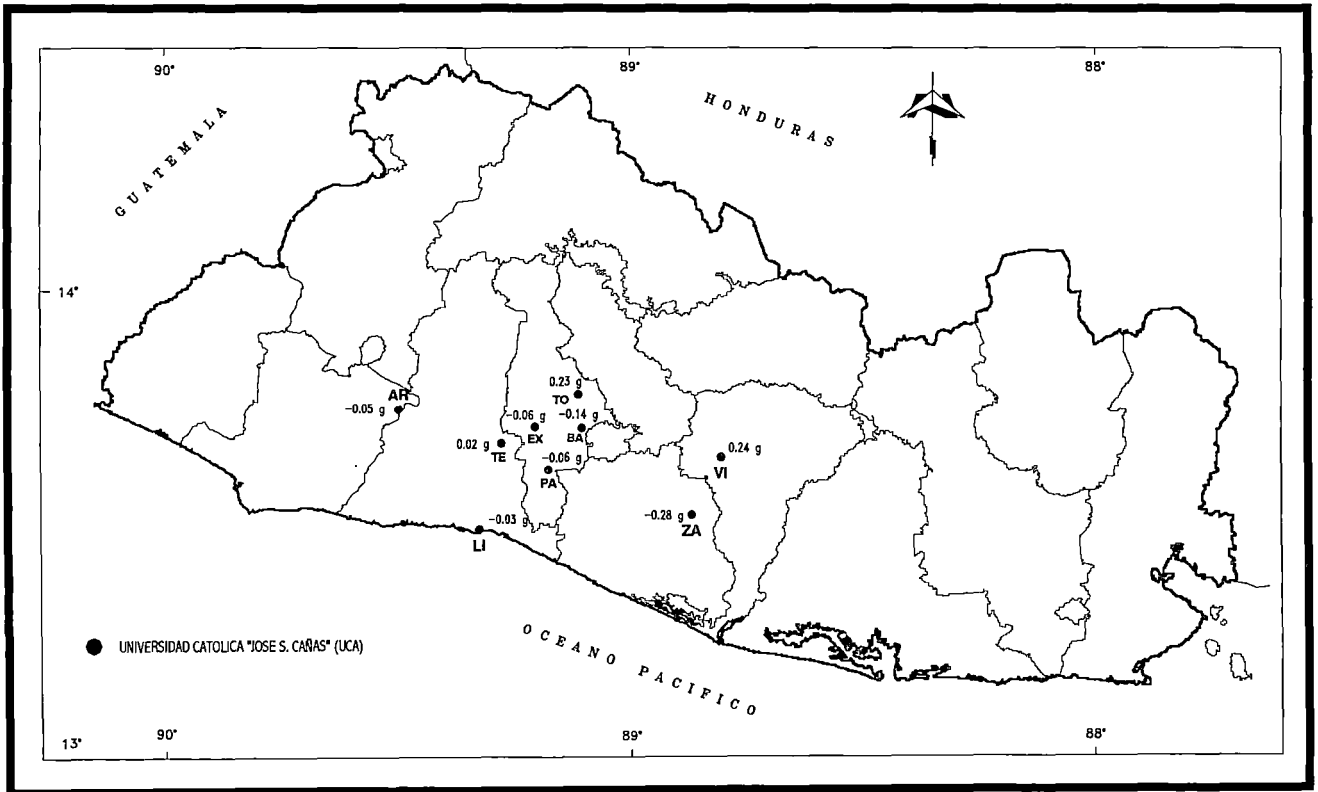 90°
89°
88°
GUATEMALA
HONDURAS
14°
0.23 g
TO
AR
-0.05 g
-0.06 g
EX
-0.14 g
BA
0.02 g
TE
-0.06 g
PA
0.24 g
VI
-0.28 g
ZA
-0.03 g
LI
OCEANO PACIFICO
UNIVERSIDAD CATOLICA "JOSE S. CAÑAS" (UCA)
13°
90°
89°
88°